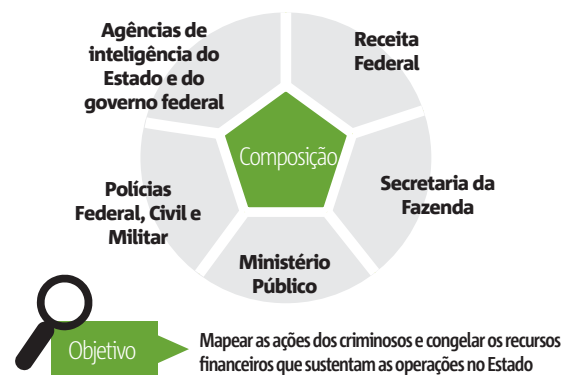 Agências de
inteligência do
Estado e do
governo federal
Receita
Federal
Composição
Polícias
Federal, Civil e
Militar
Secretaria da
Fazenda
Ministério
Público
Objetivo
Mapear as ações dos criminosos e congelar os recursos
financeiros que sustentam as operações no Estado